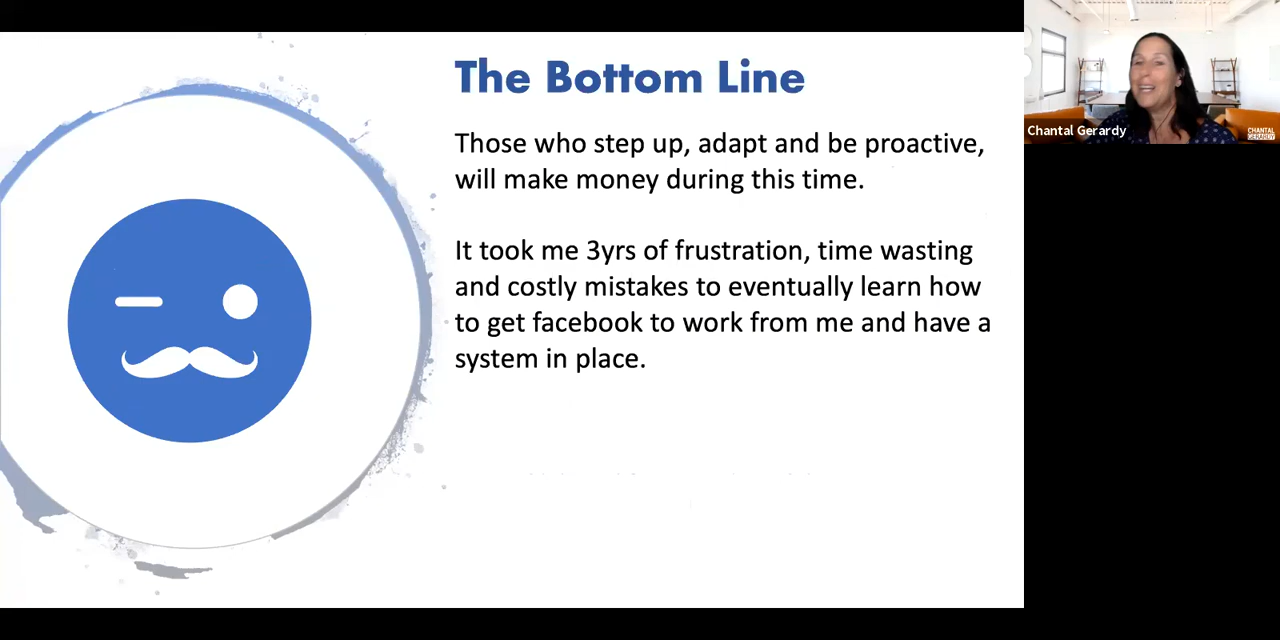 The Bottom Line
Those who step up, adapt and be proactive,
will make money during this time.
It took me 3yrs of frustration, time wasting
and costly mistakes to eventually learn how
to get facebook to work from me and have a
system in place.
Chantal Gerardy
CHANTAL
GERARDY